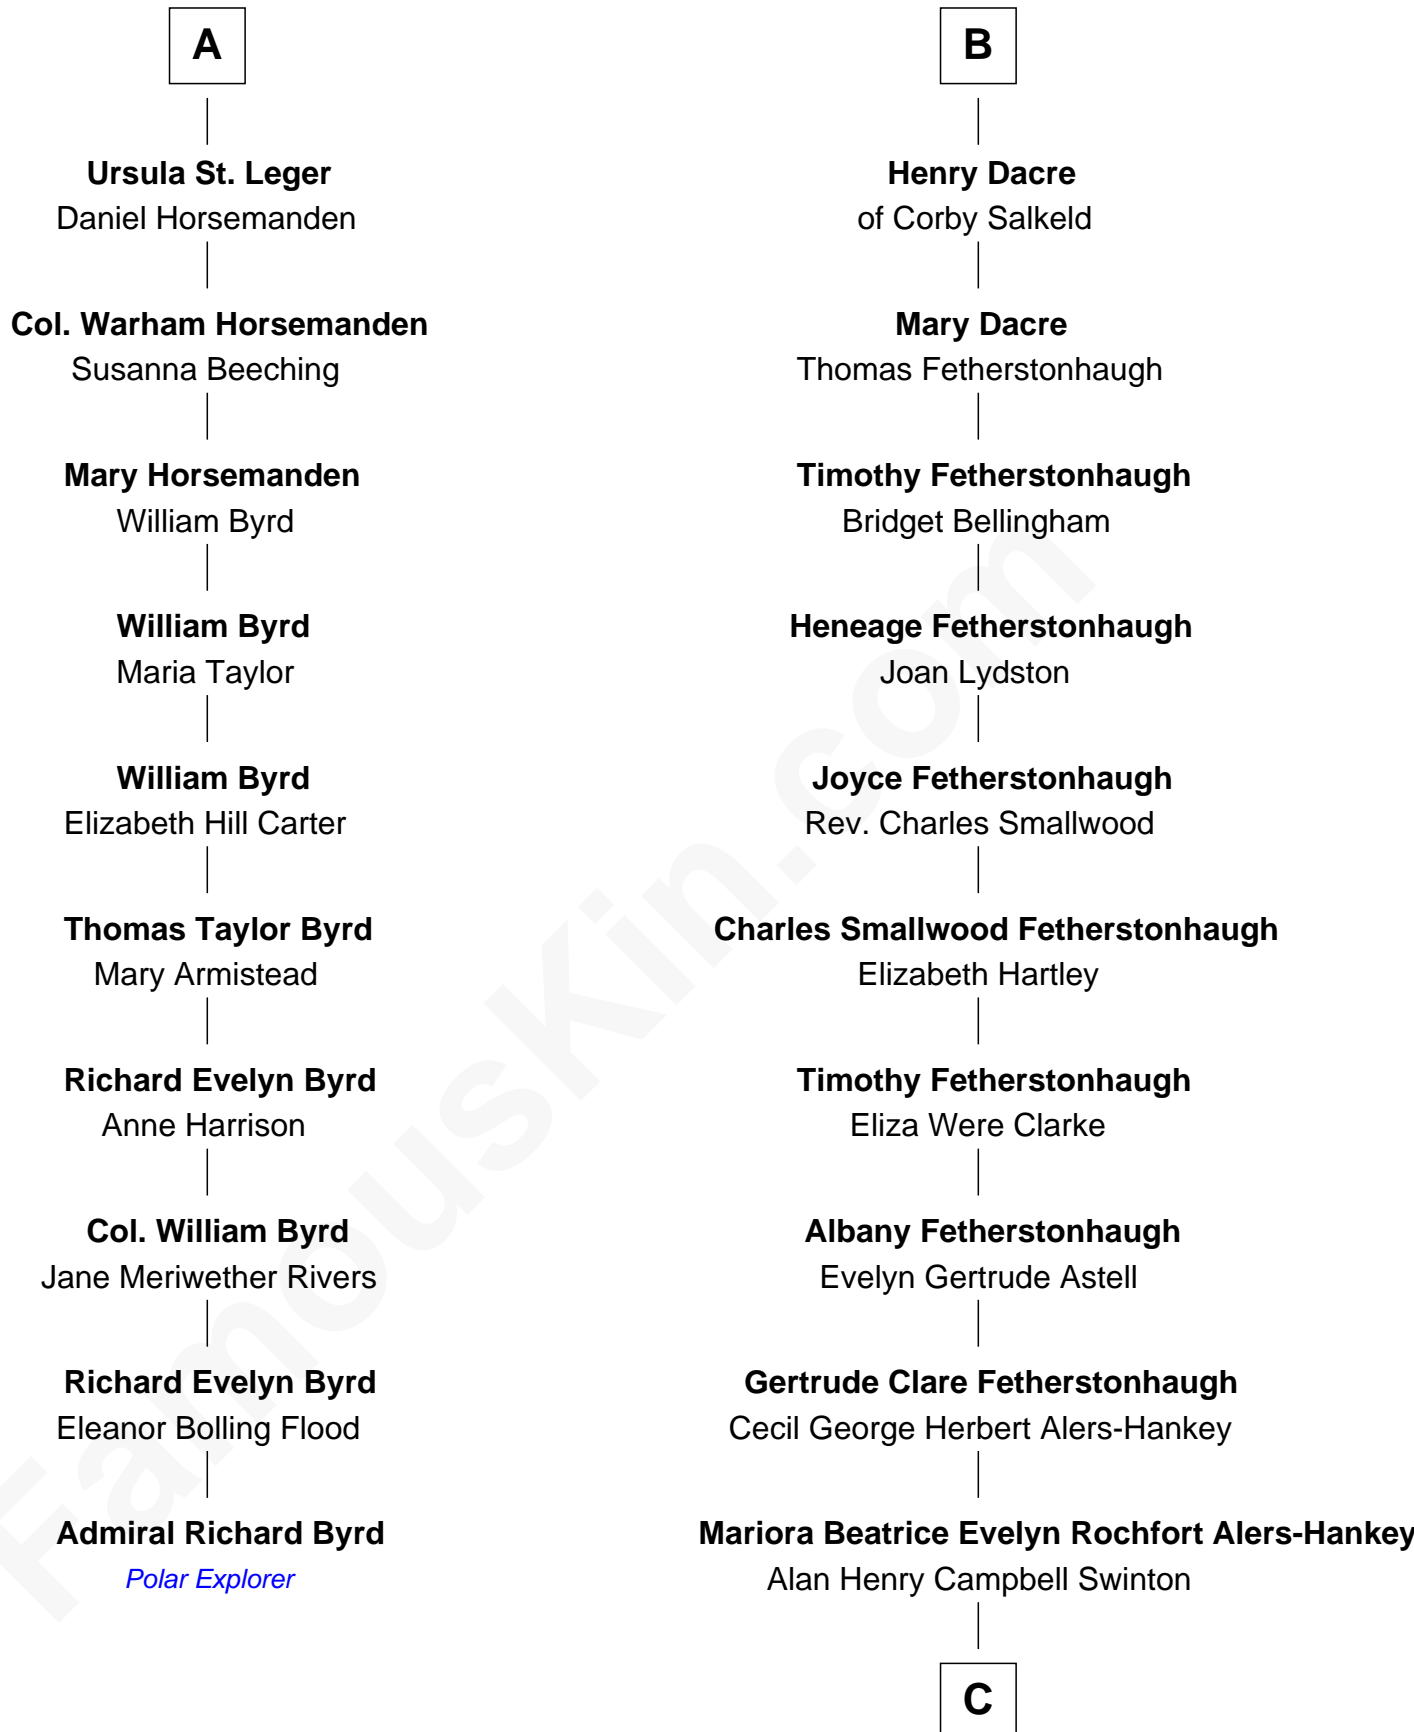 A
Ursula St. Leger
Daniel Horsemanden
Col. Warham Horsemanden
Susanna Beeching
Mary Horsemanden
William Byrd
William Byrd
Maria Taylor
William Byrd
Elizabeth Hill Carter
Thomas Taylor Byrd
Mary Armistead
Richard Evelyn Byrd
Anne Harrison
Col. William Byrd
Jane Meriwether Rivers
Richard Evelyn Byrd
Eleanor Bolling Flood
Admiral Richard Byrd
Polar Explorer
B
Henry Dacre
of Corby Salkeld
Mary Dacre
Thomas Fetherstonhaugh
Timothy Fetherstonhaugh
Bridget Bellingham
Heneage Fetherstonhaugh
Joan Lydston
Joyce Fetherstonhaugh
Rev. Charles Smallwood
Charles Smallwood Fetherstonhaugh
Elizabeth Hartley
Timothy Fetherstonhaugh
Eliza Were Clarke
Albany Fetherstonhaugh
Evelyn Gertrude Astell
Gertrude Clare Fetherstonhaugh
Cecil George Herbert Alers-Hankey
Mariora Beatrice Evelyn Rochfort Alers-Hankey
Alan Henry Campbell Swinton
C
FamousKin.com